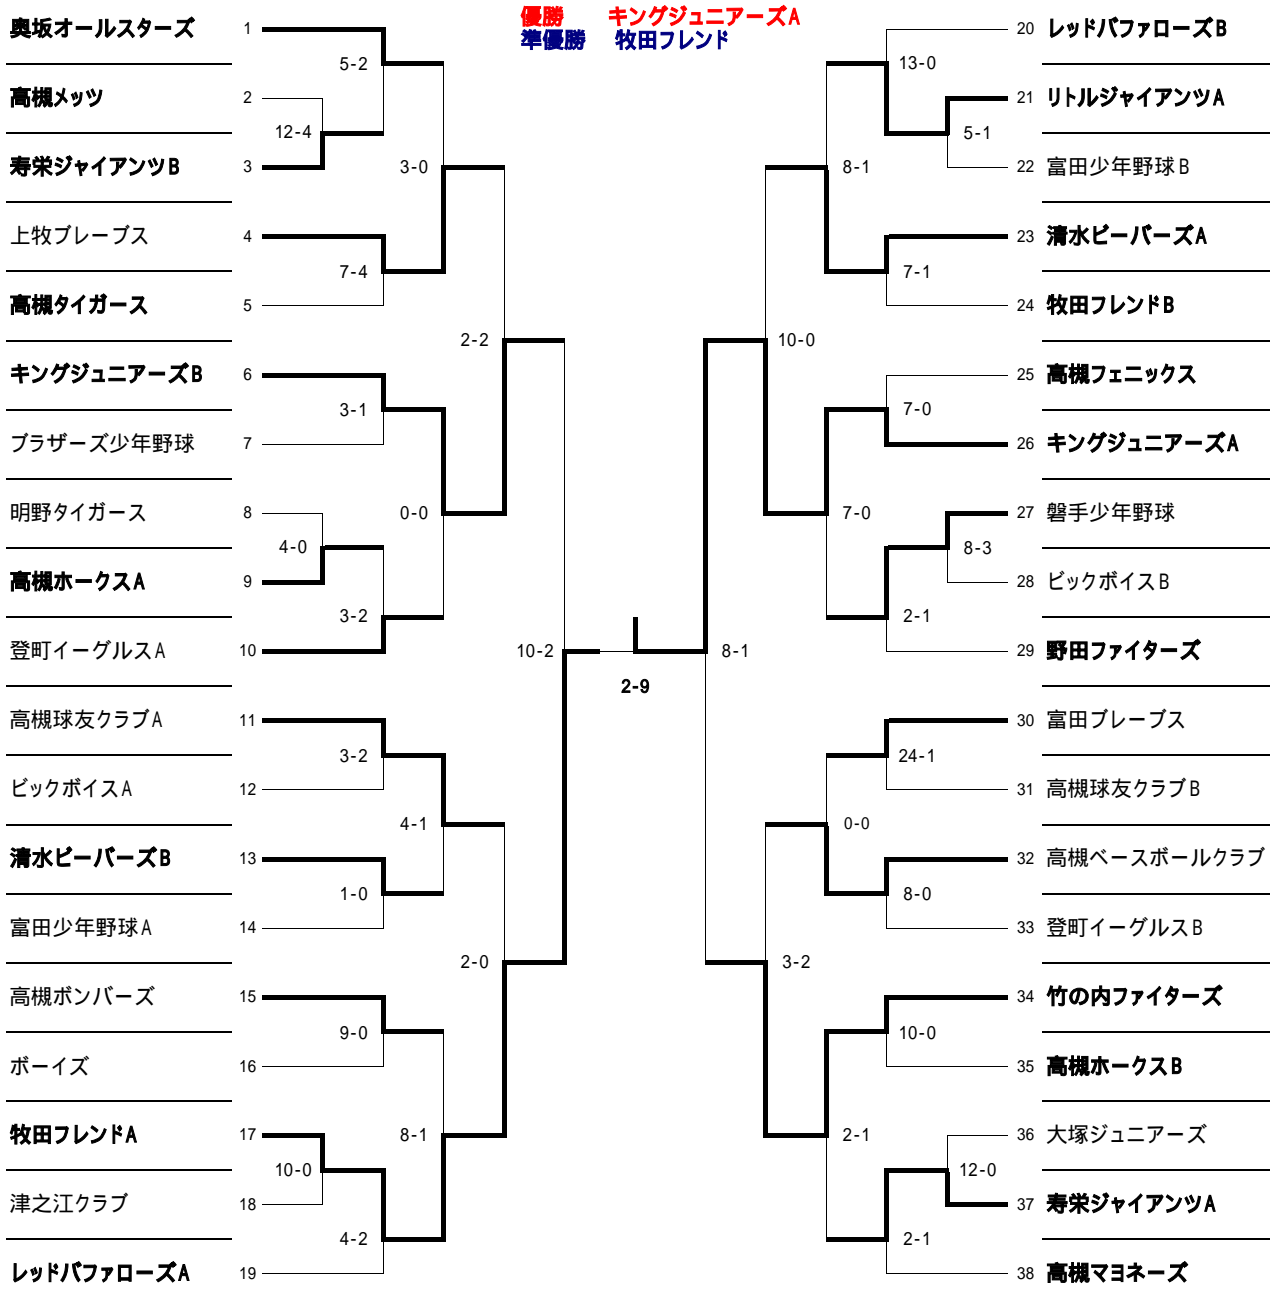 優勝 キングジュニアーズA
準優勝 牧田フレンド
奥坂オールスターズ 1
5-2
高槻メッツ 2
12-4
寿栄ジャイアンツB 3
3-0
上牧ブレーブス 4
7-4
高槻タイガース 5
2-2
キングジュニアーズB 6
3-1
ブラザーズ少年野球 7
明野タイガース 8
0-0
4-0
高槻ホークスA 9
3-2
登町イーグルスA 10
10-2
高槻球友クラブA 11
3-2
ビックボイスA 12
4-1
清水ビーバーズB 13
1-0
富田少年野球A 14
2-0
高槻ボンバーズ 15
9-0
ボーイズ 16
牧田フレンドA 17
8-1
10-0
津之江クラブ 18
4-2
レッドバファローズA 19
2-9
20 レッドバファローズB
13-0
21 リトルジャイアンツA
5-1
22 富田少年野球B
8-1
23 清水ビーバーズA
7-1
24 牧田フレンドB
10-0
25 高槻フェニックス
7-0
26 キングジュニアーズA
27 磐手少年野球
7-0
8-3
28 ビックボイスB
2-1
29 野田ファイターズ
8-1
30 富田ブレーブス
24-1
31 高槻球友クラブB
0-0
32 高槻ベースボールクラブ
8-0
33 登町イーグルスB
3-2
34 竹の内ファイターズ
10-0
35 高槻ホークスB
36 大塚ジュニアーズ
2-1
12-0
37 寿栄ジャイアンツA
2-1
38 高槻マヨネーズ